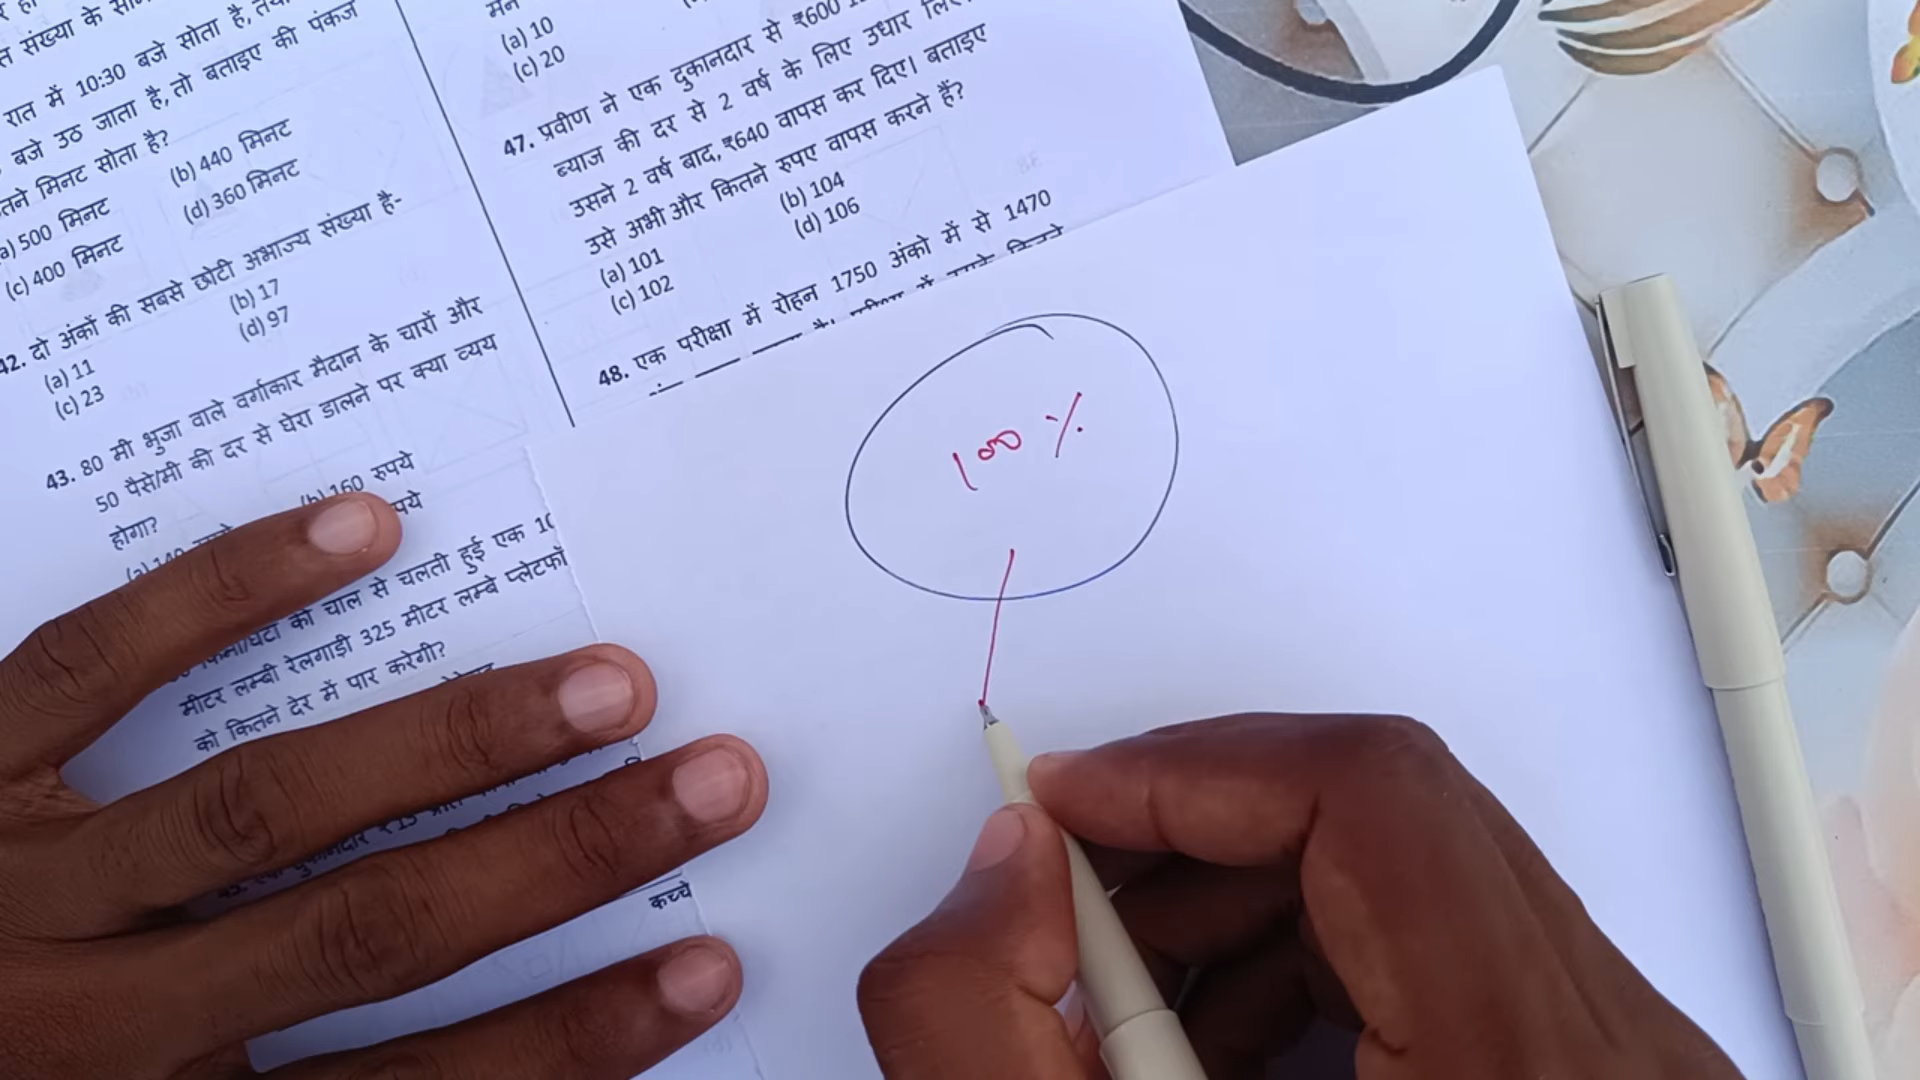 त संख्या के
रात में 10:30 बजे सोता है,
बजे उठ जाता है, तो बताइए की पंकज
तने मिनट सोता है?
a) 500 मिनट (b) 440 मिनट
(c) 400 मिनट (d) 360 मिनट
42. दो अंकों की सबसे छोटी अभाज्य संख्या है-
(a) 11 (b) 17
(c) 23 (d) 97
43. 80 मी भुजा वाले वर्गाकार मैदान के चारों और
50 पैसे/मी की दर से घेरा डालने पर क्या व्यय
होगा?
(b) 160 रुपये
पये
की चाल से चलती हुई एक
मीटर लम्बी रेलगाड़ी 325 मीटर लम्बे
को कितने देर में पार करेगी?
कच्चे
(a) 10
(c) 20
47. प्रवीण ने एक दुकानदार से ₹600
ब्याज की दर से 2 वर्ष के लिए उधार
उसने 2 वर्ष बाद, ₹640 वापस कर दिए। बताइए
उसे अभी और कितने रुपए वापस करने हैं?
(a) 101 (b) 104
(c) 102 (d) 106
48. एक परीक्षा में रोहन 1750 अंको में से 1470
100 %